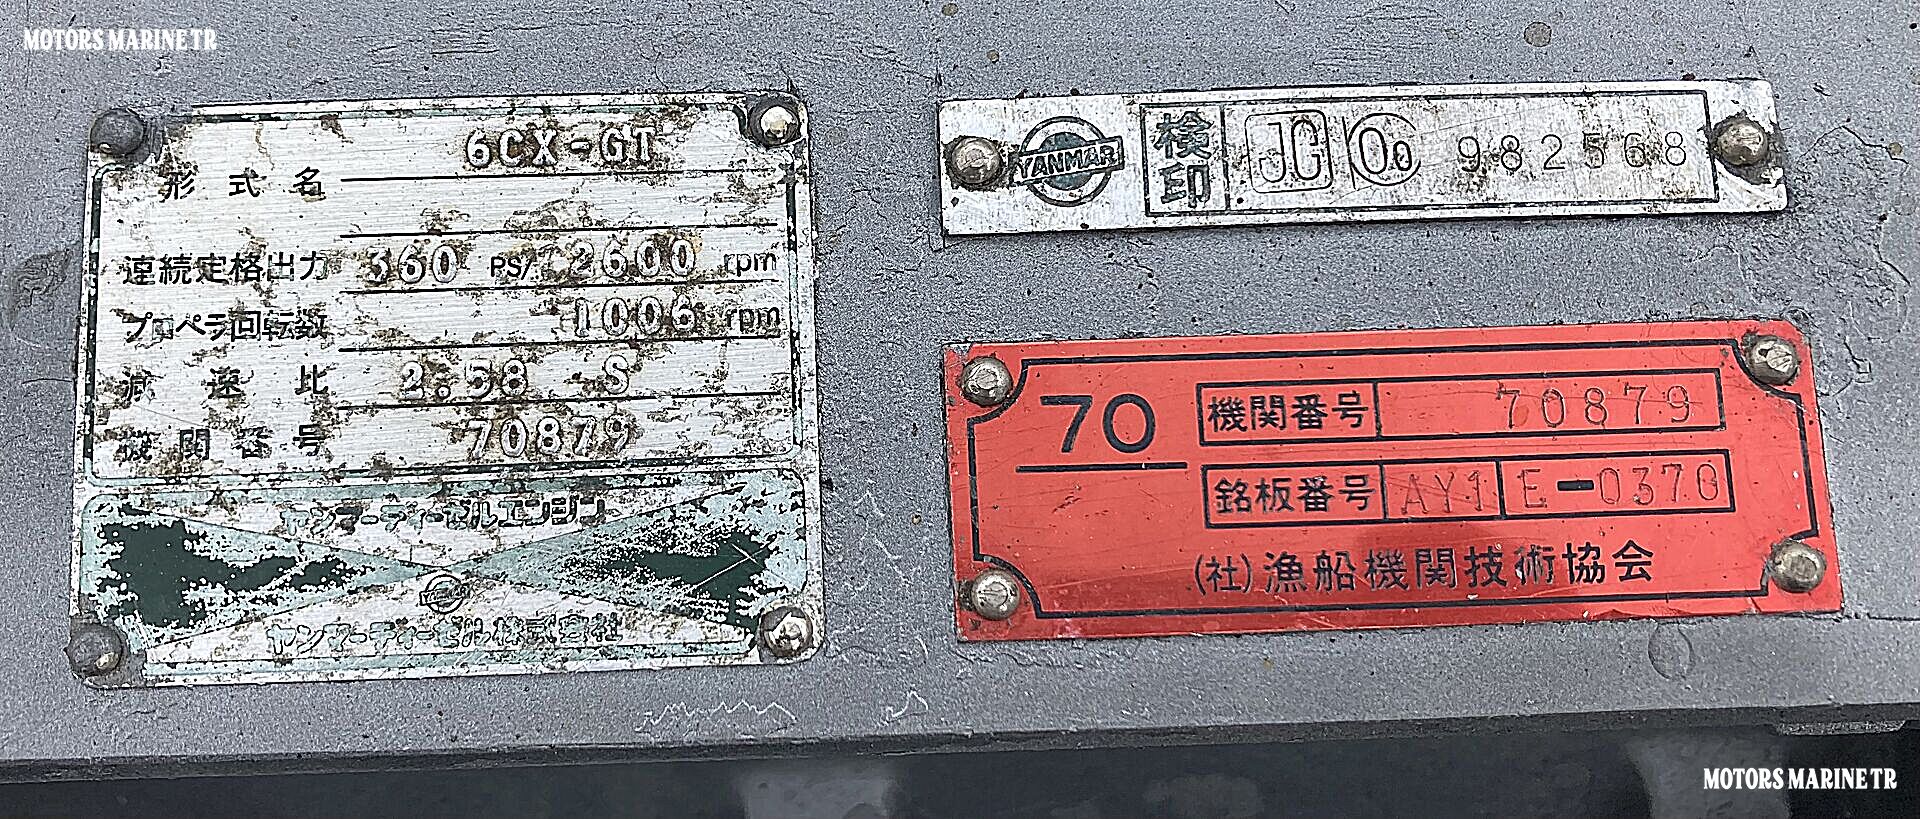 MOTORS MARINE TR
形式名 6CX-GT
連続定格出力 360 PS/ 2600 rpm
プロペラ回転数 1006 rpm
減速比 2.58 S
機関番号 70879
ヤンマーディーゼルエンジン
YANMAR
ヤンマーディーゼル株式会社
YANMAR 検印 JG 982568
70
機関番号 70879
銘板番号 AY1 E-0370
(社)漁船機関技術協会
MOTORS MARINE TR